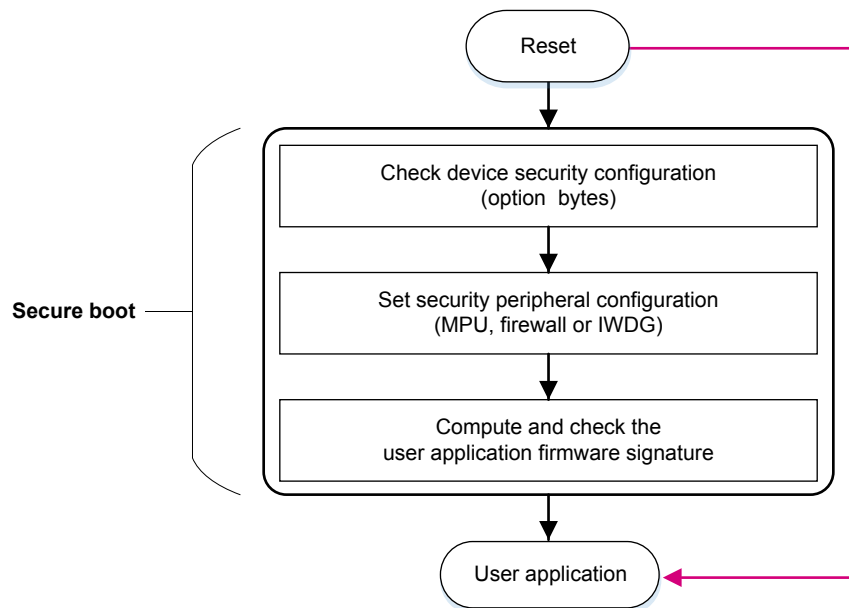 Reset
Check device security configuration
(option bytes)
Set security peripheral configuration
(MPU, firewall or IWDG)
Secure boot
Compute and check the
user application firmware signature
User application